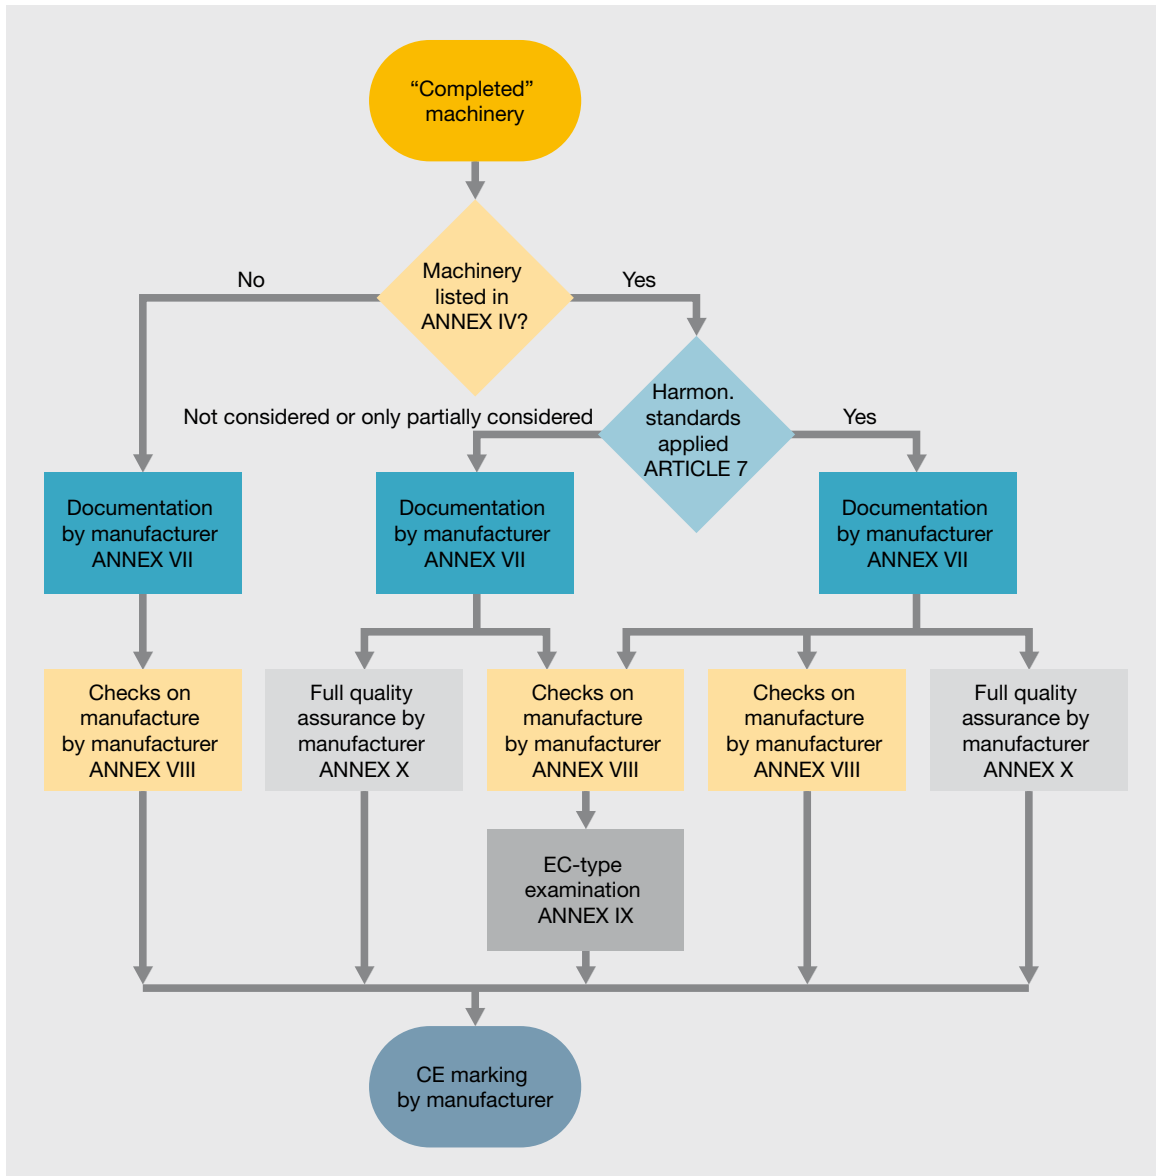 “Completed”
machinery
Machinery
listed in
ANNEX IV?
No
Yes
Harmon.
standards
applied
ARTICLE 7
Not considered or only partially considered
Yes
Documentation
by manufacturer
ANNEX VII
Documentation
by manufacturer
ANNEX VII
Documentation
by manufacturer
ANNEX VII
Checks on
manufacture
by manufacturer
ANNEX VIII
Full quality
assurance by
manufacturer
ANNEX X
Checks on
manufacture
by manufacturer
ANNEX VIII
Checks on
manufacture
by manufacturer
ANNEX VIII
Full quality
assurance by
manufacturer
ANNEX X
EC-type
examination
ANNEX IX
CE marking
by manufacturer